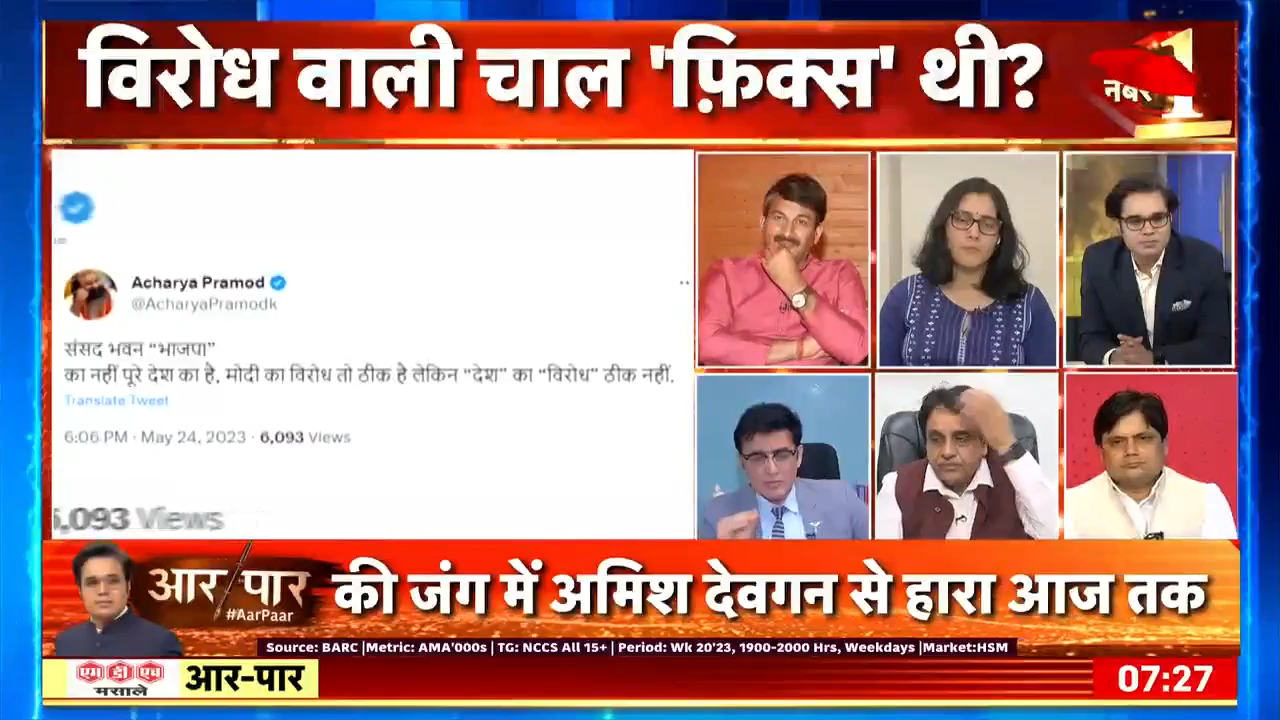 विरोध वाली चाल 'फ़िक्स' थी?
नंबर 1
Acharya Pramod
@AcharyaPramodk
संसद भवन “भाजपा”
का नहीं पूरे देश का है, मोदी का विरोध तो ठीक है लेकिन “देश” का “विरोध” ठीक नहीं.
Translate Tweet
6:06 PM · May 24, 2023 · 6,093 Views
6,093 Views
आर पार
#AarPaar
की जंग में अमिश देवगन से हारा आज तक
Source: BARC |Metric: AMA'000s | TG: NCCS All 15+ | Period: Wk 20'23, 1900-2000 Hrs, Weekdays |Market:HSM
एम डी एच
मसाले
आर-पार
07:27